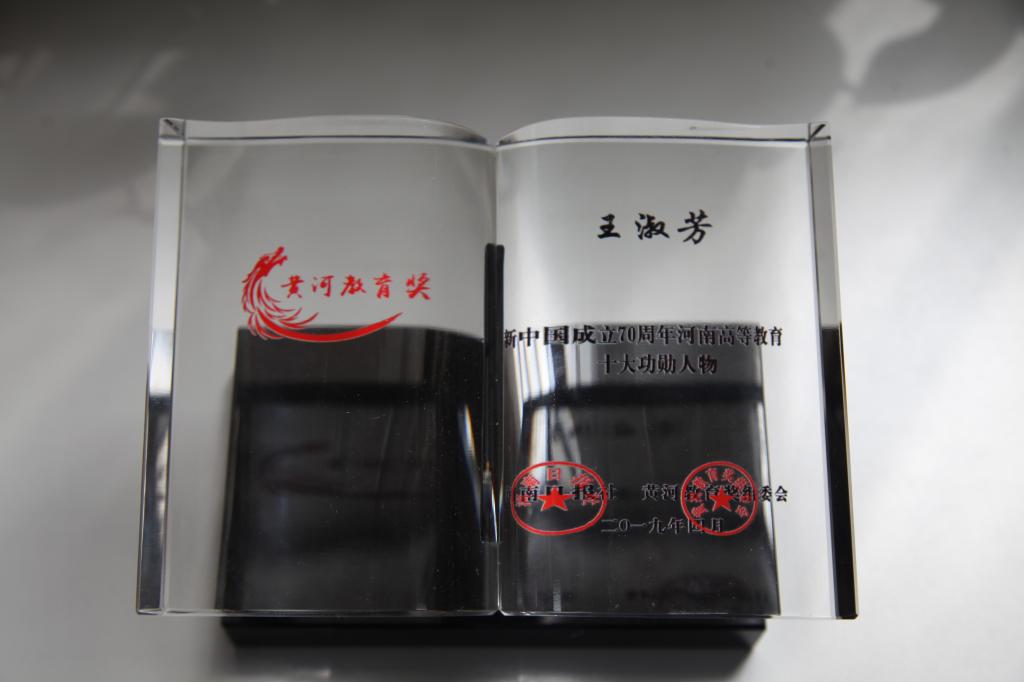 黄河教育奖
王淑芳
新中国成立70周年河南高等教育
十大功勋人物
南日报社 黄河教育奖组委会
二〇一九年四月